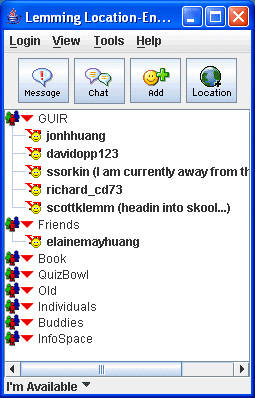 Lemming Location-En...
Login View Tools Help
Message Chat Add Location
GUIR
jonhhuang
davidopp123
ssorkin (I am currently away from th
richard_cd73
scottklemm (headin into skool...)
Friends
elainemayhuang
Book
QuizBowl
Old
Individuals
Buddies
InfoSpace
I'm Available